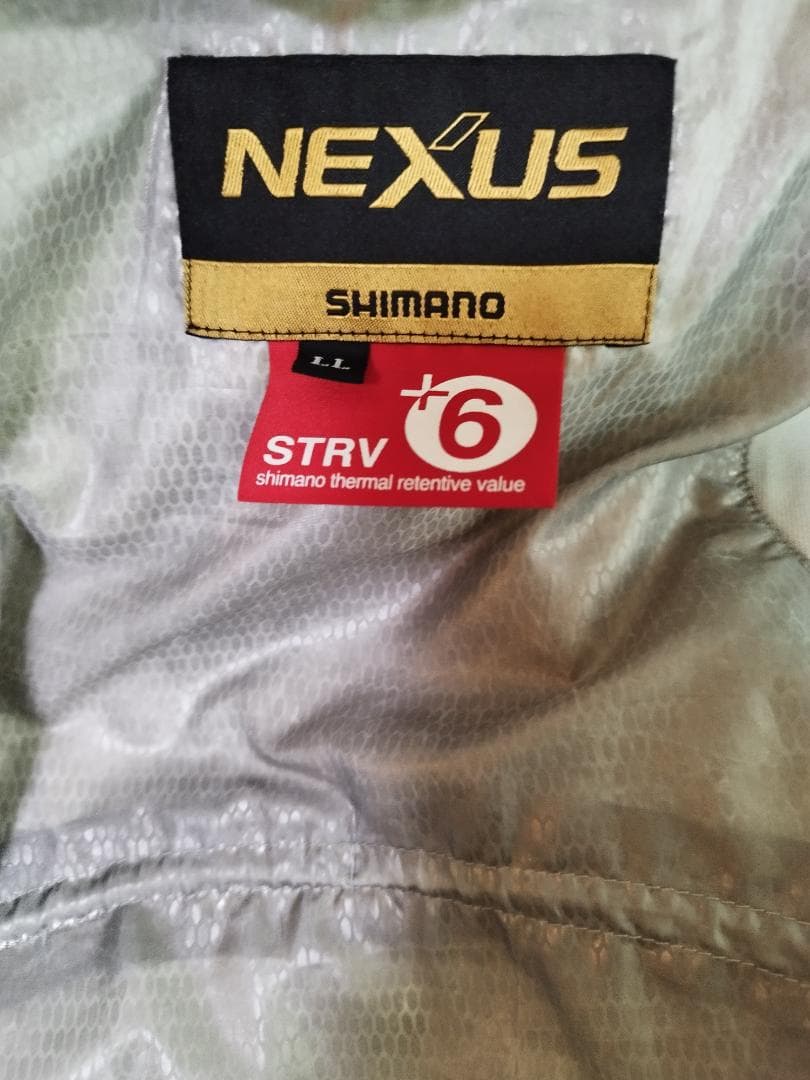 NEXUS
SHIMANO
LL
+6
STRV
shimano thermal retentive value